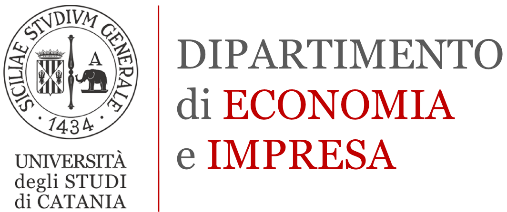 SICILIAE STVDIVM GENERALE
A
· 1434 ·
UNIVERSITÀ
degli STUDI
di CATANIA
DIPARTIMENTO
di ECONOMIA
e IMPRESA